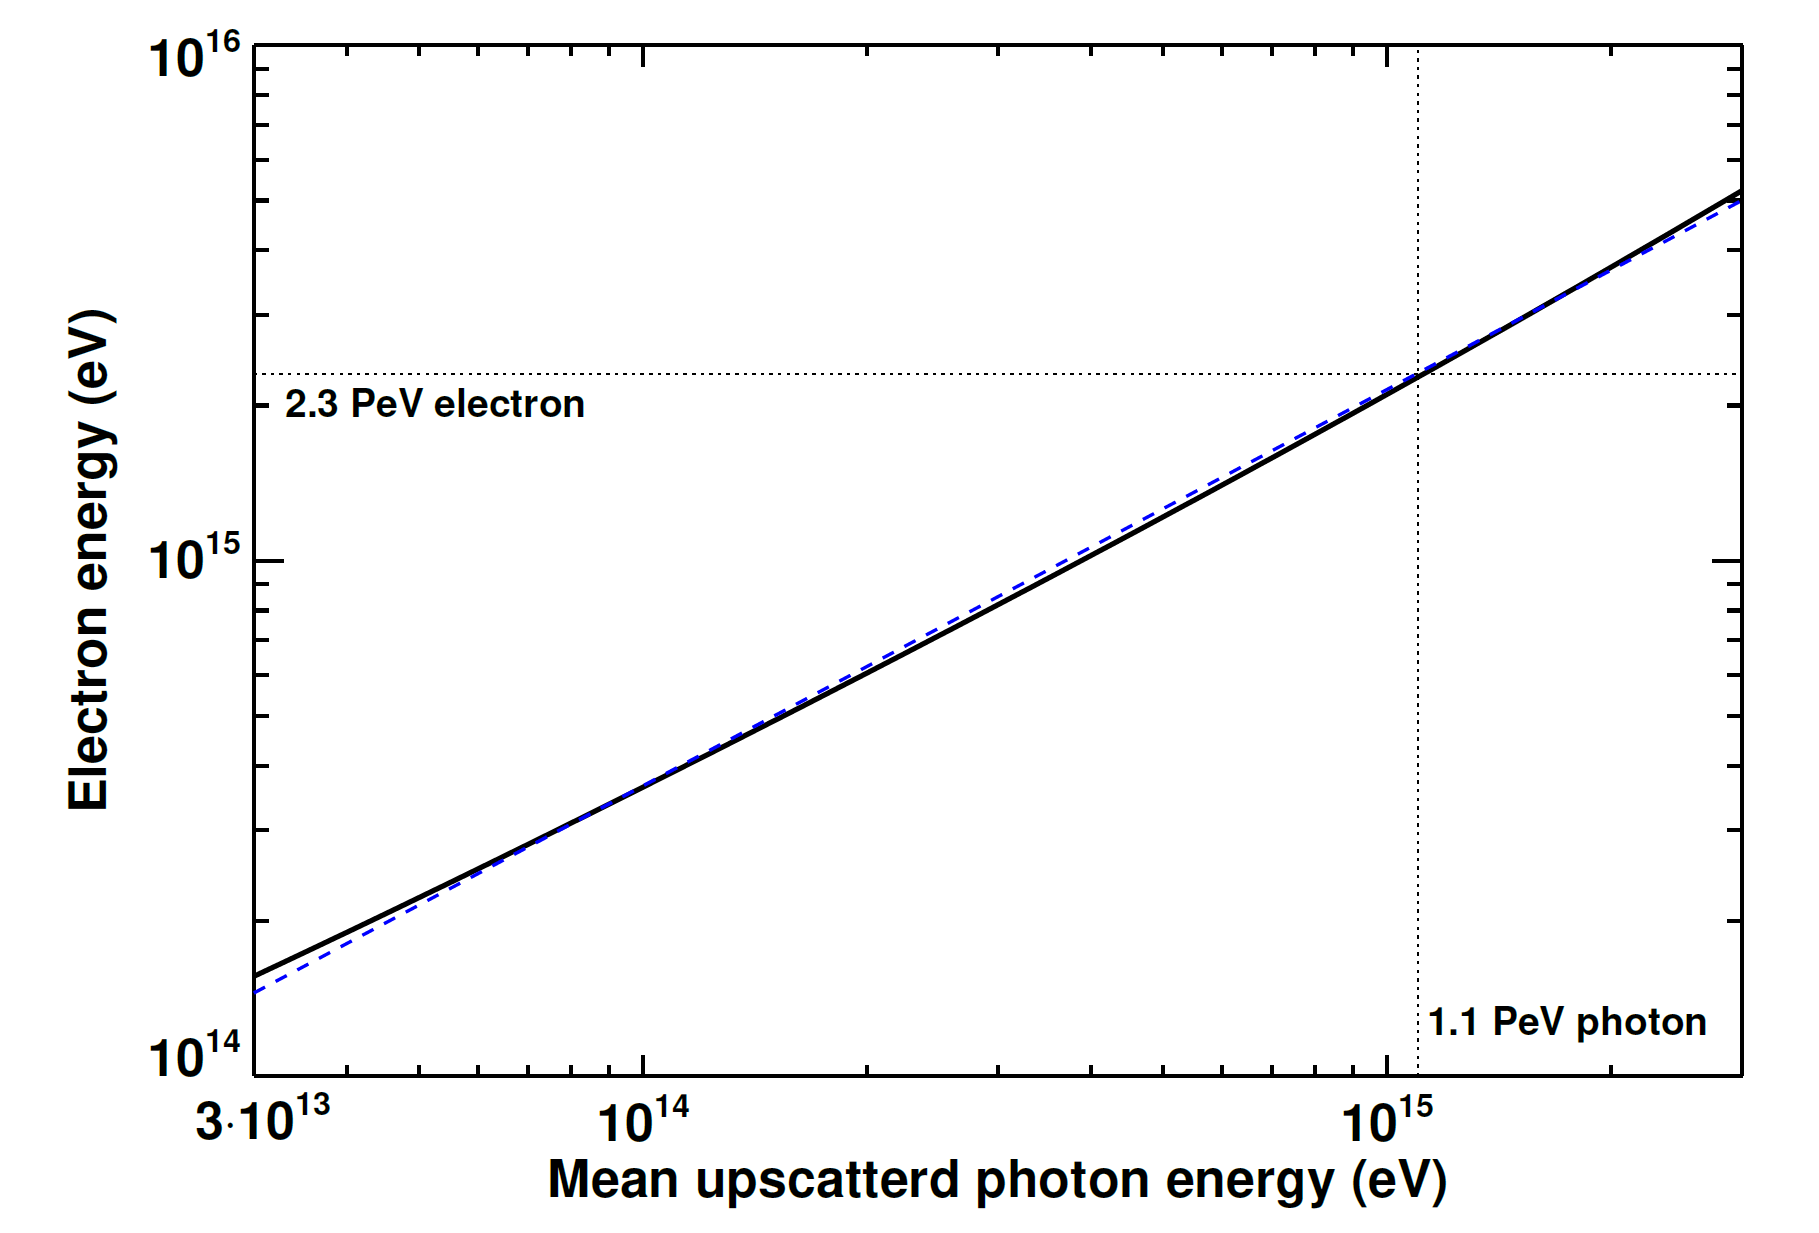 10^16
10^15
10^14
Electron energy (eV)
2.3 PeV electron
1.1 PeV photon
3·10^13
10^14
10^15
Mean upscatterd photon energy (eV)